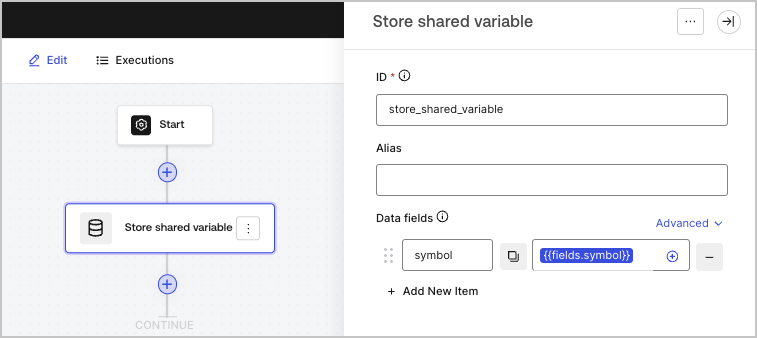 Store shared variable
Edit
Executions
Start
Store shared variable
CONTINUE
ID *
store_shared_variable
Alias
Data fields
Advanced
symbol
{{fields.symbol}}
+ Add New Item